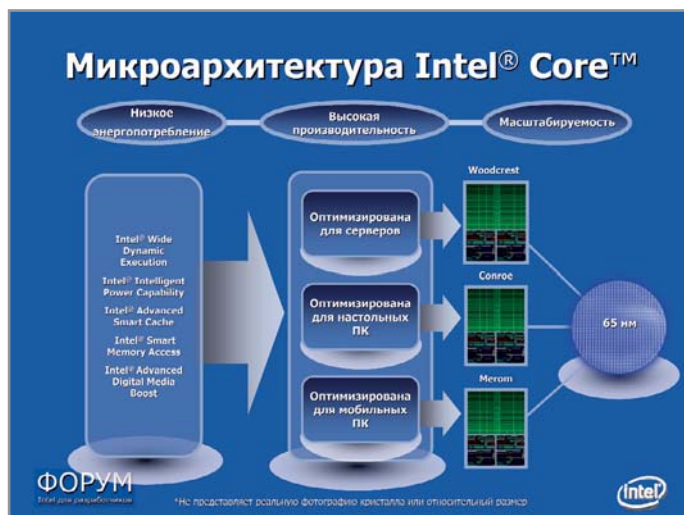 Микроархитектура Intel® Core™
Низкое
энергопотребление
Высокая
производительность
Масштабируемость
Intel® Wide
Dynamic
Execution
Intel® Intelligent
Power Capability
Intel® Advanced
Smart Cache
Intel® Smart
Memory Access
Intel® Advanced
Digital Media
Boost
Оптимизирована
для серверов
Оптимизирована
для настольных
ПК
Оптимизирована
для мобильных
ПК
Woodcrest
Conroe
Merom
65 нм
ФОРУМ
Intel для разработчиков
*Не представляет реальную фотографию кристалла или относительный размер
intel